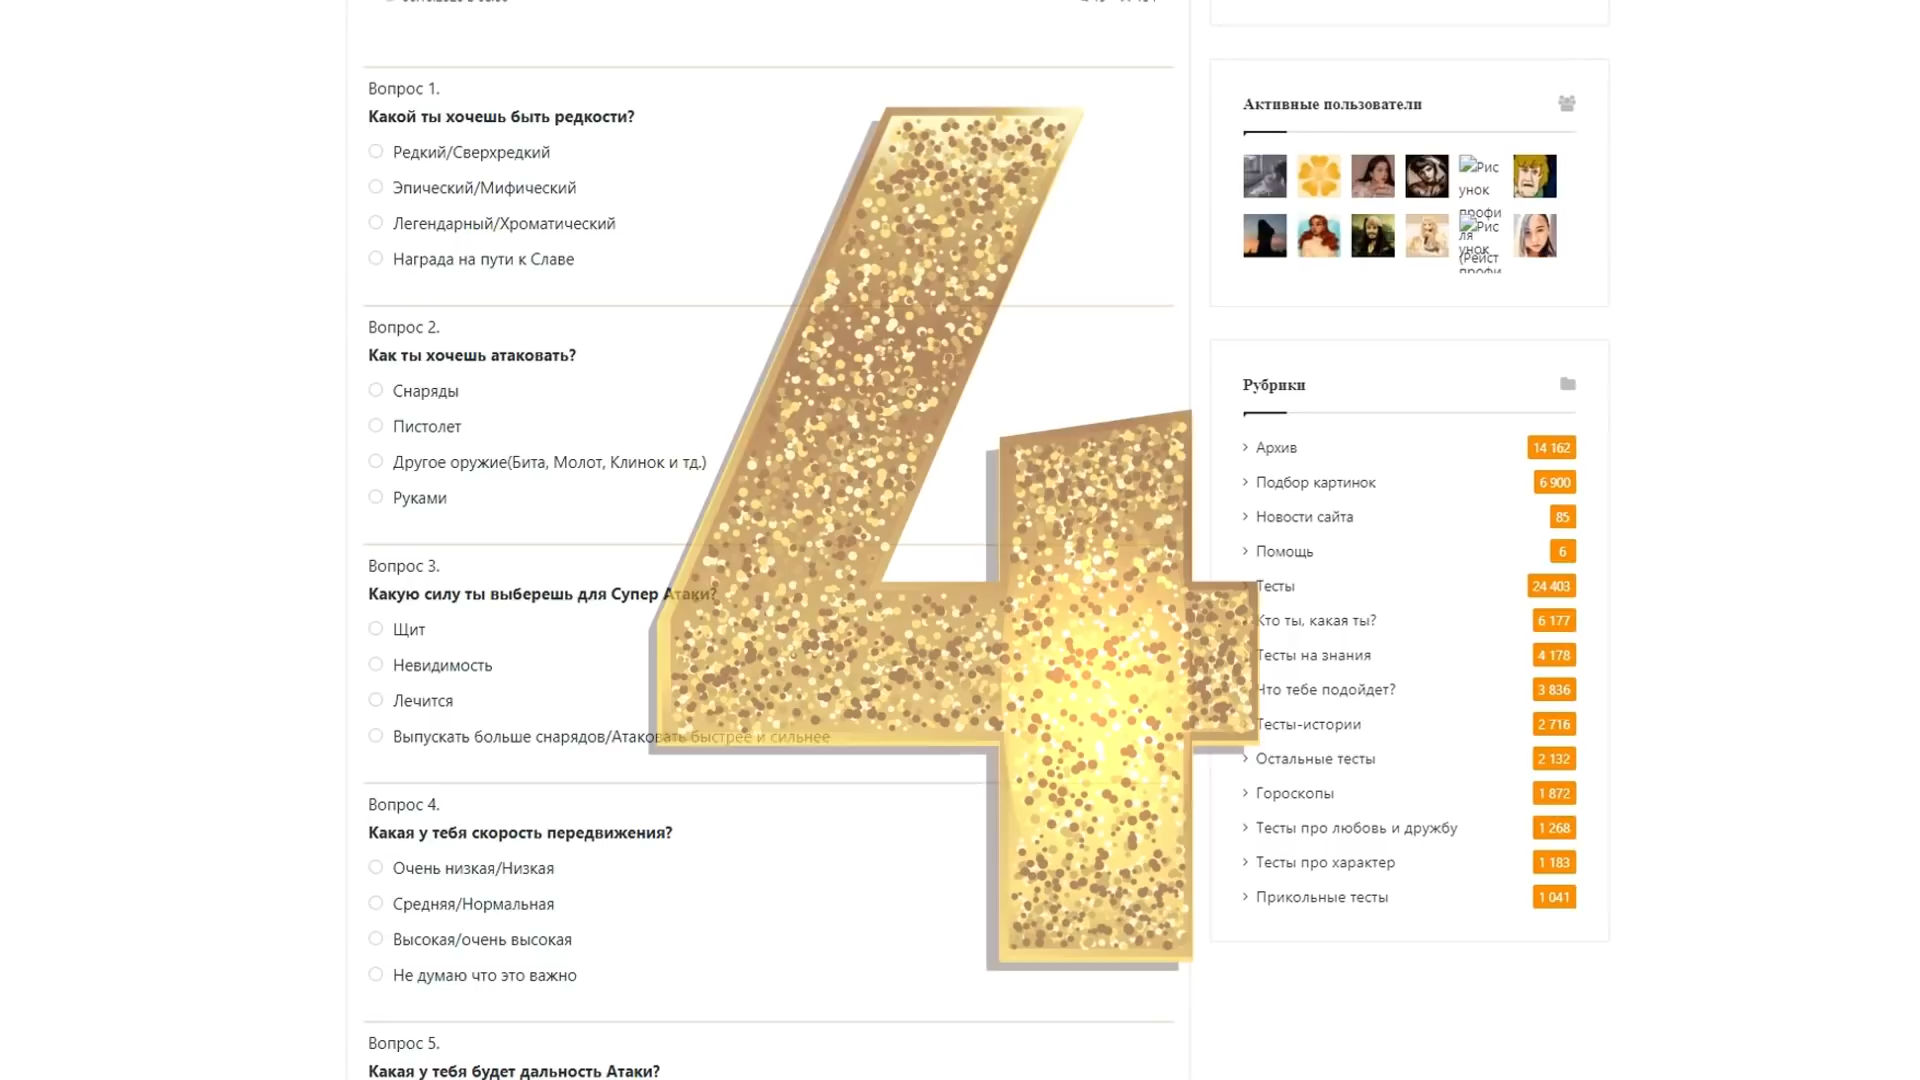 Вопрос 1.
Какой ты хочешь быть редкости?
Редкий/Сверхредкий
Эпический/Мифический
Легендарный/Хроматический
Награда на пути к Славе
Вопрос 2.
Как ты хочешь атаковать?
Снаряды
Пистолет
Другое оружие(Бита, Молот, Клинок и тд.)
Руками
Вопрос 3.
Какую силу ты выберешь для Супер Атаки?
Щит
Невидимость
Лечится
Выпускать больше снарядов/Атаковать быстрее и сильнее
Вопрос 4.
Какая у тебя скорость передвижения?
Очень низкая/Низкая
Средняя/Нормальная
Высокая/очень высокая
Не думаю что это важно
Вопрос 5.
Какая у тебя будет дальность Атаки?
4
Активные пользователи
Рис
унок
профи
Рис
унок
Рубрики
Архив 14 162
Подбор картинок 6 900
Новости сайта 85
Помощь 6
Тесты 24 403
Кто ты, какая ты? 6 177
Тесты на знания 4 178
Что тебе подойдет? 3 836
Тесты-истории 2 716
Остальные тесты 2 132
Гороскопы 1 872
Тесты про любовь и дружбу 1 268
Тесты про характер 1 183
Прикольные тесты 1 041